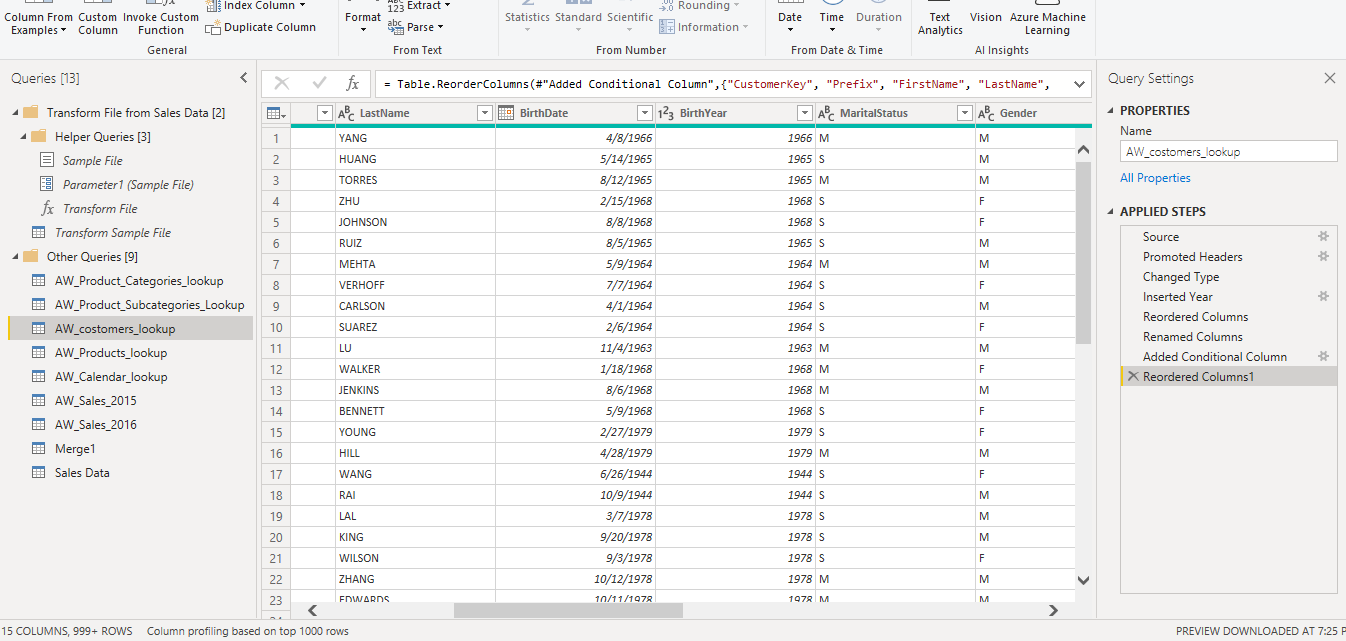 Column From Examples
Custom Column
Invoke Custom Function
Index Column
Duplicate Column
General
Format
Extract
Parse
From Text
Statistics
Standard
Scientific
Rounding
Information
From Number
Date
Time
Duration
From Date & Time
Text Analytics
Vision
Azure Machine Learning
AI Insights
Queries [13]
Transform File from Sales Data [2]
Helper Queries [3]
Sample File
Parameter1 (Sample File)
Transform File
Transform Sample File
Other Queries [9]
AW_Product_Categories_lookup
AW_Product_Subcategories_Lookup
AW_costomers_lookup
AW_Products_lookup
AW_Calendar_lookup
AW_Sales_2015
AW_Sales_2016
Merge1
Sales Data
= Table.ReorderColumns(#"Added Conditional Column",{"CustomerKey", "Prefix", "FirstName", "LastName",
LastName BirthDate BirthYear MaritalStatus Gender
1 YANG 4/8/1966 1966 M M
2 HUANG 5/14/1965 1965 S M
3 TORRES 8/12/1965 1965 M M
4 ZHU 2/15/1968 1968 S F
5 JOHNSON 8/8/1968 1968 S F
6 RUIZ 8/5/1965 1965 S M
7 MEHTA 5/9/1964 1964 M M
8 VERHOFF 7/7/1964 1964 S F
9 CARLSON 4/1/1964 1964 S M
10 SUAREZ 2/6/1964 1964 S F
11 LU 11/4/1963 1963 M M
12 WALKER 1/18/1968 1968 M F
13 JENKINS 8/6/1968 1968 M M
14 BENNETT 5/9/1968 1968 S F
15 YOUNG 2/27/1979 1979 S F
16 HILL 4/28/1979 1979 M M
17 WANG 6/26/1944 1944 S F
18 RAI 10/9/1944 1944 S M
19 LAL 3/7/1978 1978 S M
20 KING 9/20/1978 1978 S M
21 WILSON 9/3/1978 1978 S F
22 ZHANG 10/12/1978 1978 M M
23 EDWARDS 10/11/1978 1978 M M
Query Settings
PROPERTIES
Name
AW_costomers_lookup
All Properties
APPLIED STEPS
Source
Promoted Headers
Changed Type
Inserted Year
Reordered Columns
Renamed Columns
Added Conditional Column
Reordered Columns1
15 COLUMNS, 999+ ROWS
Column profiling based on top 1000 rows
PREVIEW DOWNLOADED AT 7:25 P